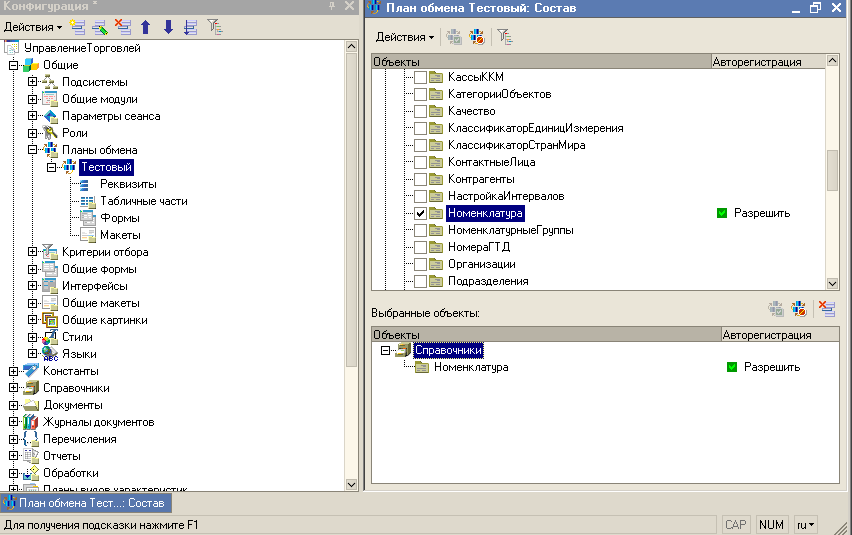 Конфигурация *
Действия
УправлениеТорговлей
Общие
Подсистемы
Общие модули
Параметры сеанса
Роли
Планы обмена
Тестовый
Реквизиты
Табличные части
Формы
Макеты
Критерии отбора
Общие формы
Интерфейсы
Общие макеты
Общие картинки
Стили
Языки
Константы
Справочники
Документы
Журналы документов
Перечисления
Отчеты
Обработки
Планы видов характеристик
План обмена Тестовый: Состав
Действия
Объекты Авторегистрация
КассыККМ
КатегорииОбъектов
Качество
КлассификаторЕдиницИзмерения
КлассификаторСтранМира
КонтактныеЛица
Контрагенты
НастройкаИнтервалов
Номенклатура Разрешить
НоменклатурныеГруппы
НомераГТД
Организации
Подразделения
Выбранные объекты:
Объекты Авторегистрация
Справочники
Номенклатура Разрешить
План обмена Тест...: Состав
Для получения подсказки нажмите F1
CAP NUM ru